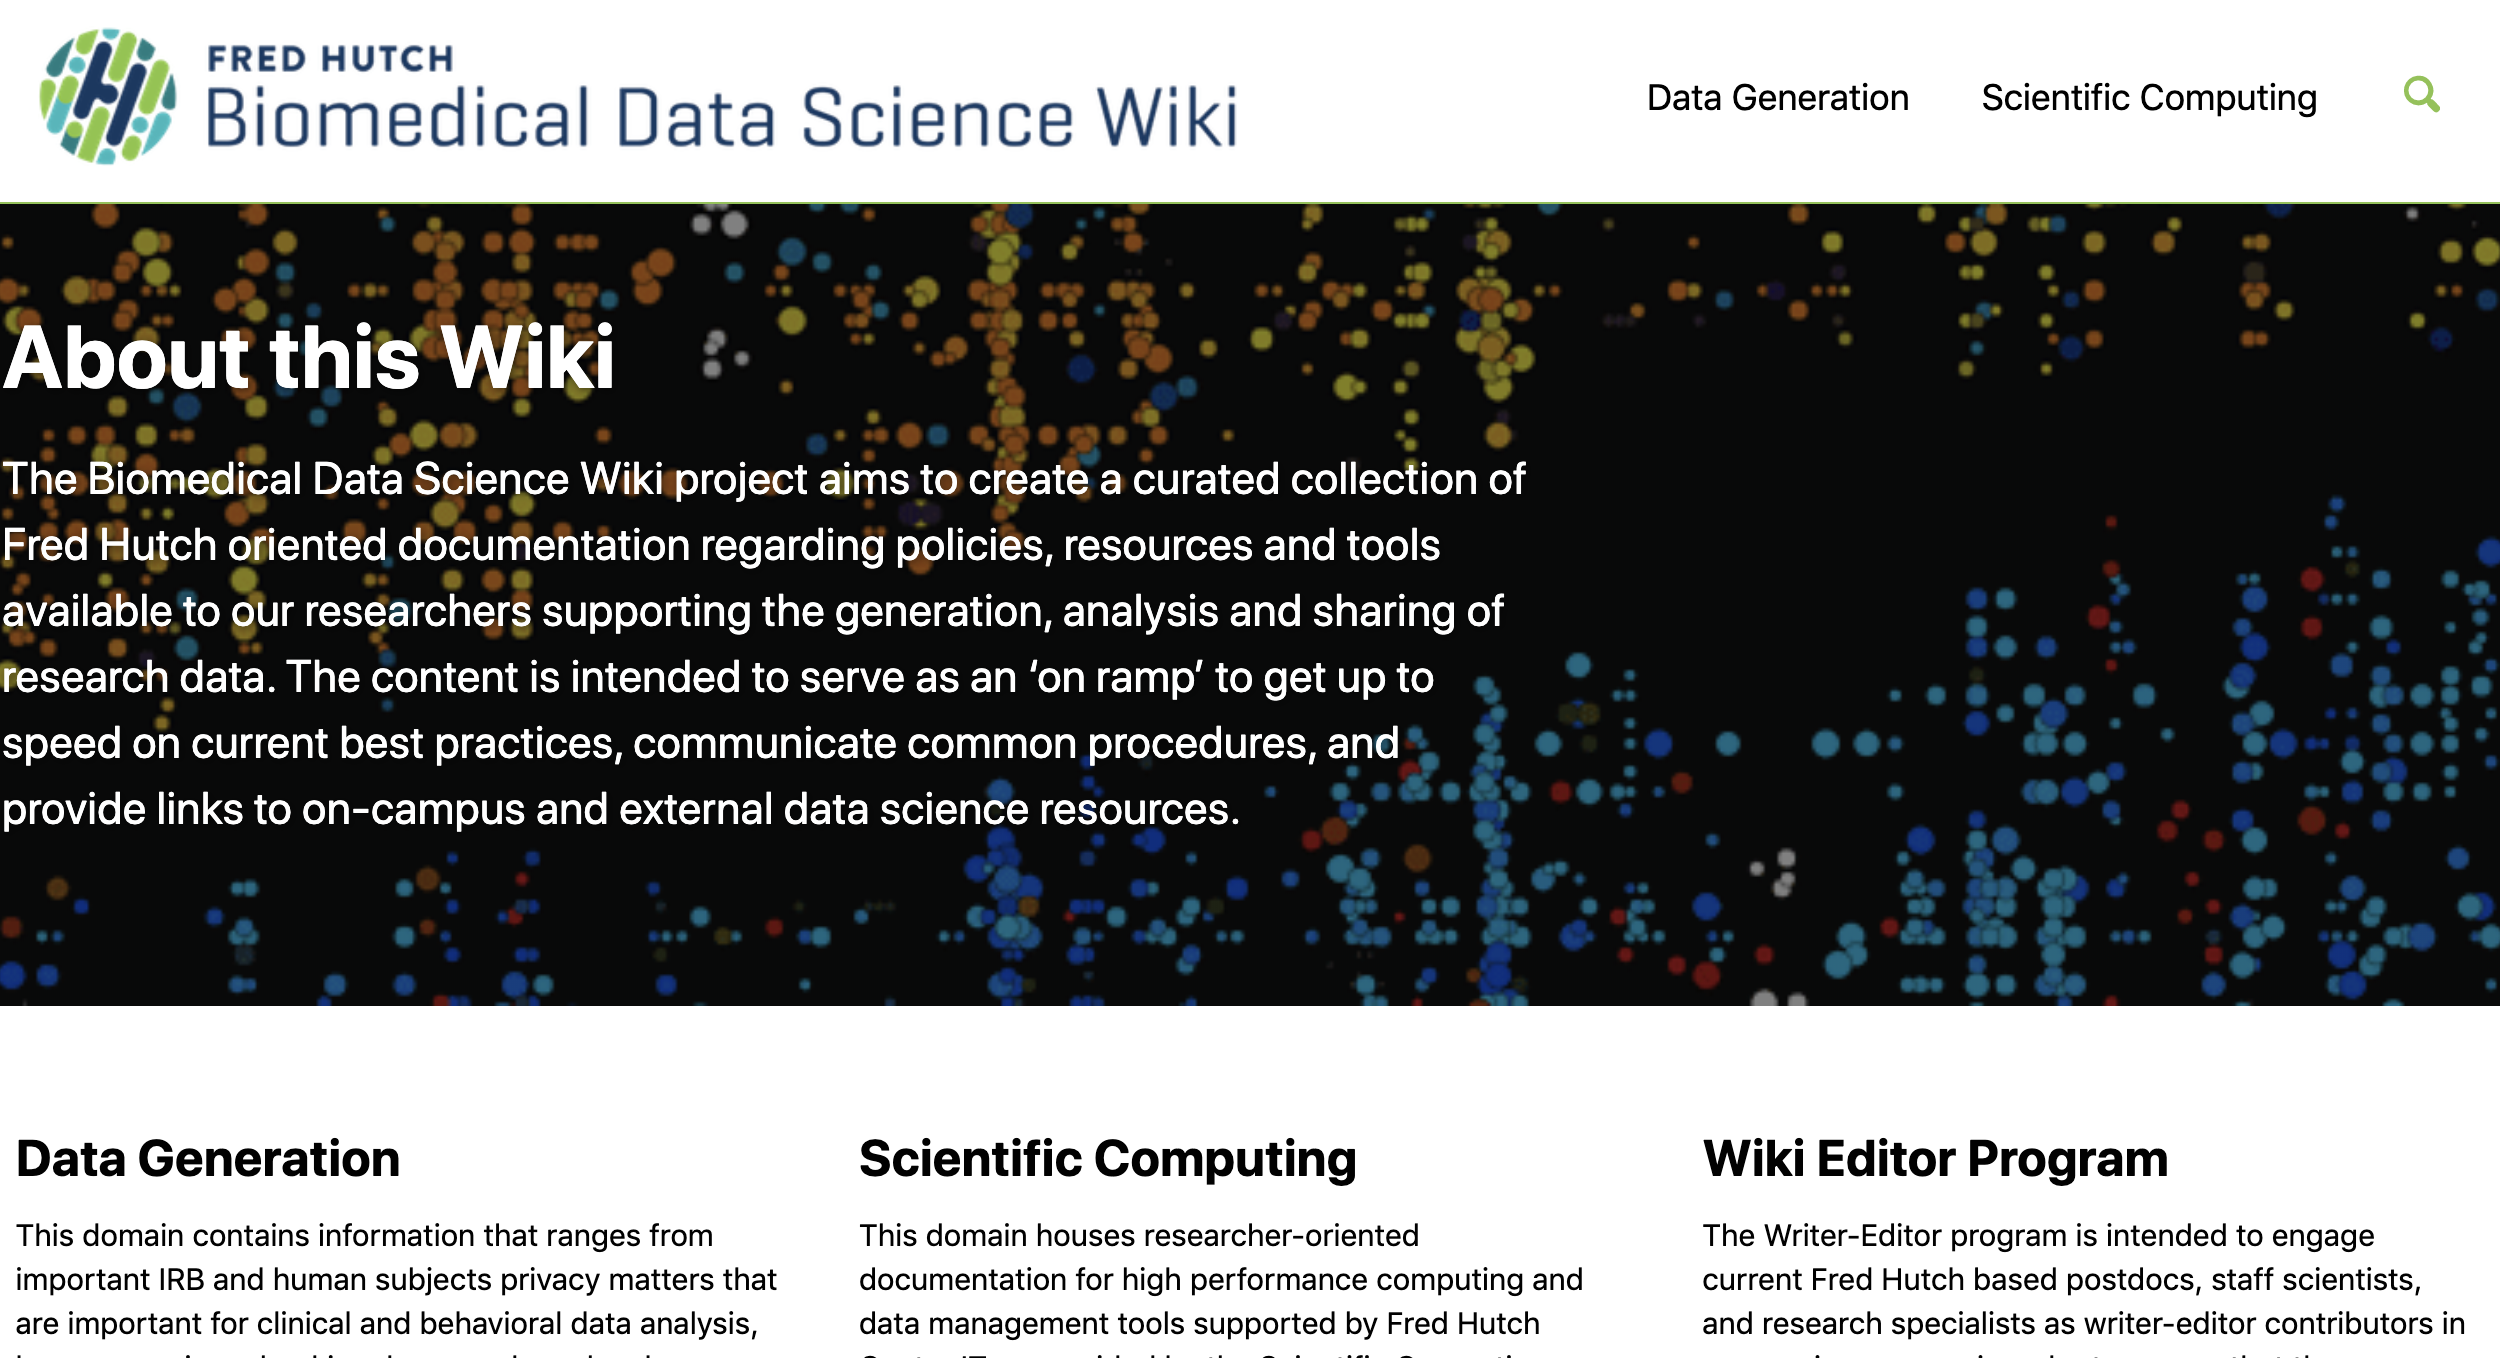 FRED HUTCH
Biomedical Data Science Wiki
Data Generation
Scientific Computing
About this Wiki
The Biomedical Data Science Wiki project aims to create a curated collection of
Fred Hutch oriented documentation regarding policies, resources and tools
available to our researchers supporting the generation, analysis and sharing of
research data. The content is intended to serve as an ‘on ramp’ to get up to
speed on current best practices, communicate common procedures, and
provide links to on-campus and external data science resources.
Data Generation
This domain contains information that ranges from
important IRB and human subjects privacy matters that
are important for clinical and behavioral data analysis,
Scientific Computing
This domain houses researcher-oriented
documentation for high performance computing and
data management tools supported by Fred Hutch
Wiki Editor Program
The Writer-Editor program is intended to engage
current Fred Hutch based postdocs, staff scientists,
and research specialists as writer-editor contributors in